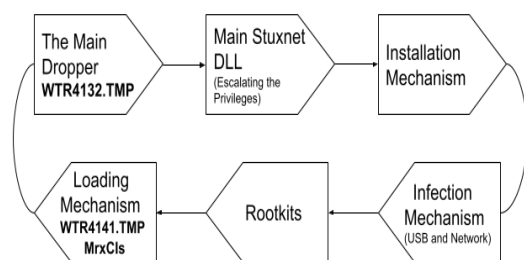 The Main
Dropper
WTR4132.TMP
Main Stuxnet
DLL
(Escalating the
Privileges)
Installation
Mechanism
Infection
Mechanism
(USB and Network)
Rootkits
Loading
Mechanism
WTR4141.TMP
MrxCls